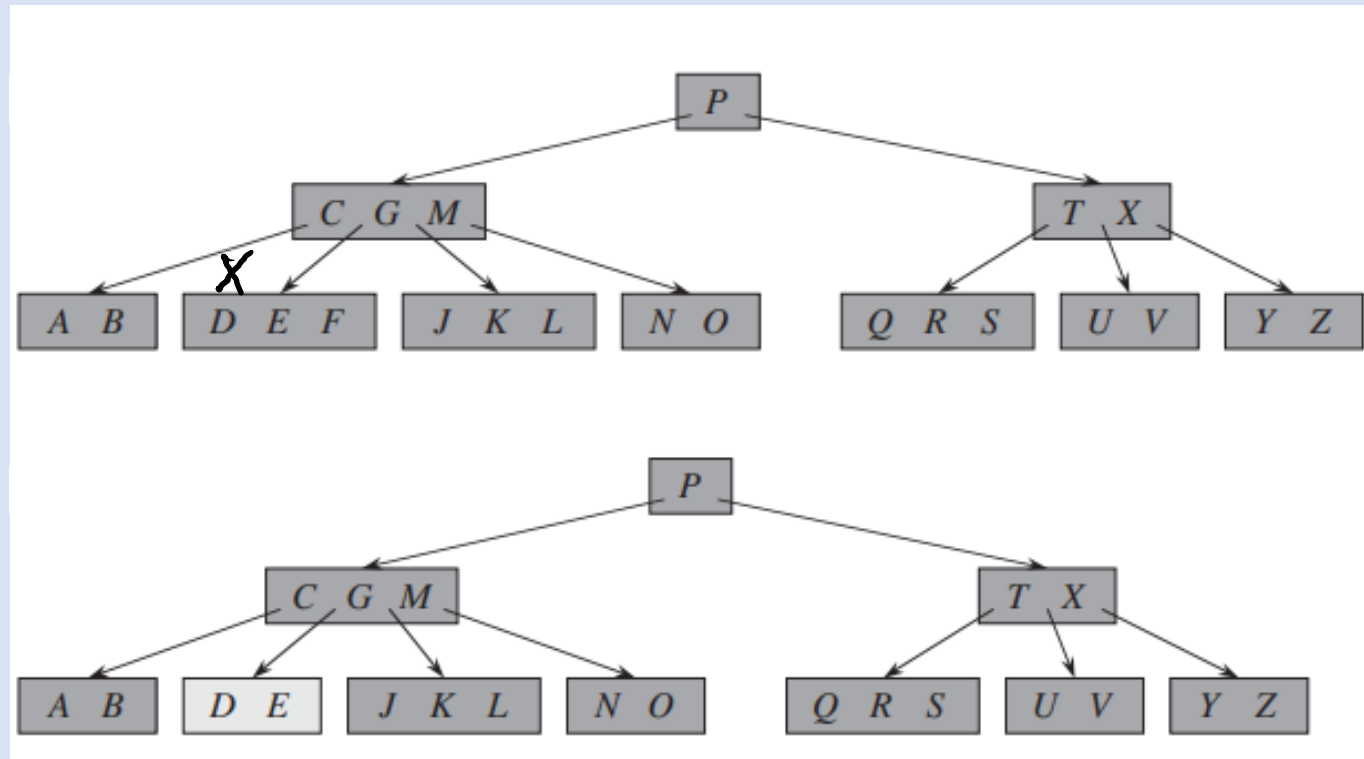 P
C G M T X
X
A B D E F J K L N O Q R S U V Y Z
P
C G M T X
A B D E J K L N O Q R S U V Y Z